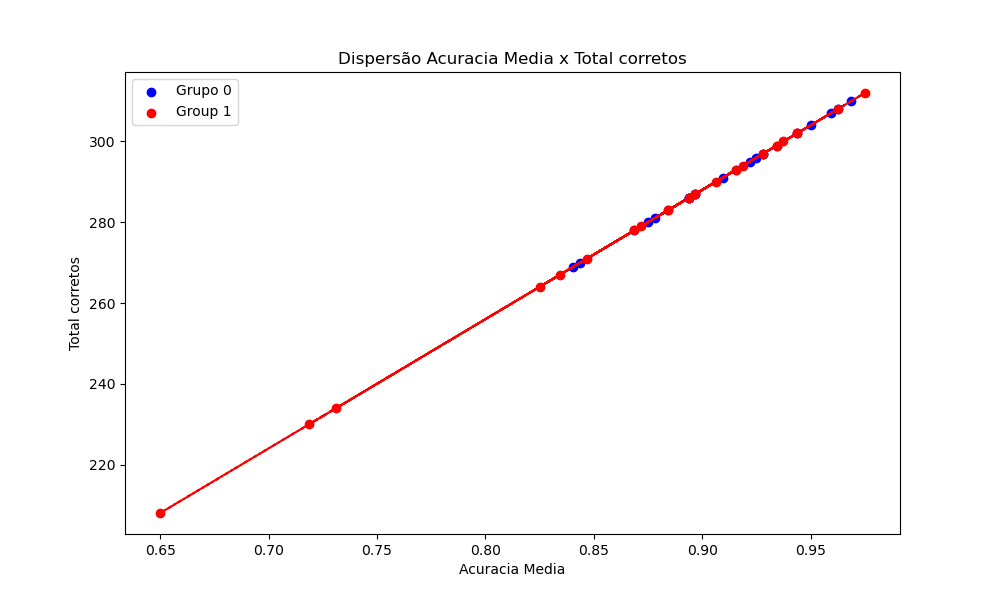 Dispersão Acuracia Media x Total corretos
Grupo 0
Group 1
Total corretos
300
280
260
240
220
0.65 0.70 0.75 0.80 0.85 0.90 0.95
Acuracia Media